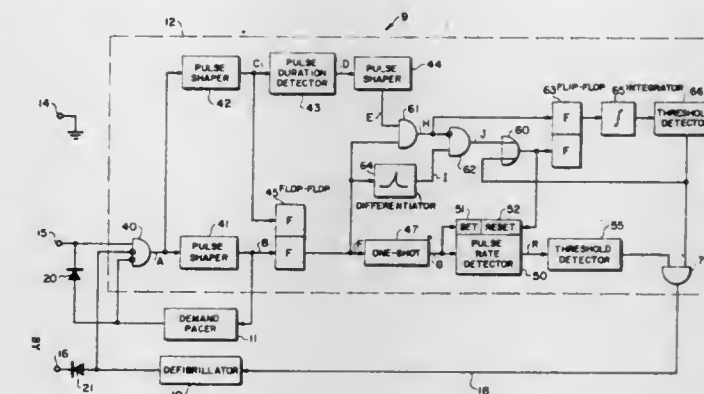 9
12
44
PULSE SHAPER
42
C
PULSE DURATION DETECTOR
43
D
PULSE SHAPER
63 FLIP-FLOP
65 INTEGRATOR
66
14
E
61
H
F
∫
THRESHOLD DETECTOR
J
60
F
62
64
I
DIFFERENTIATOR
45 FLOP-FLOP
F
F
51
52
SET
RESET
55
15
40
A
41
PULSE SHAPER
B
F
47
ONE-SHOT
G
PULSE RATE DETECTOR
50
R
THRESHOLD DETECTOR
20
DEMAND PACER
11
BY
16
21
DEFIBRILLATOR
18